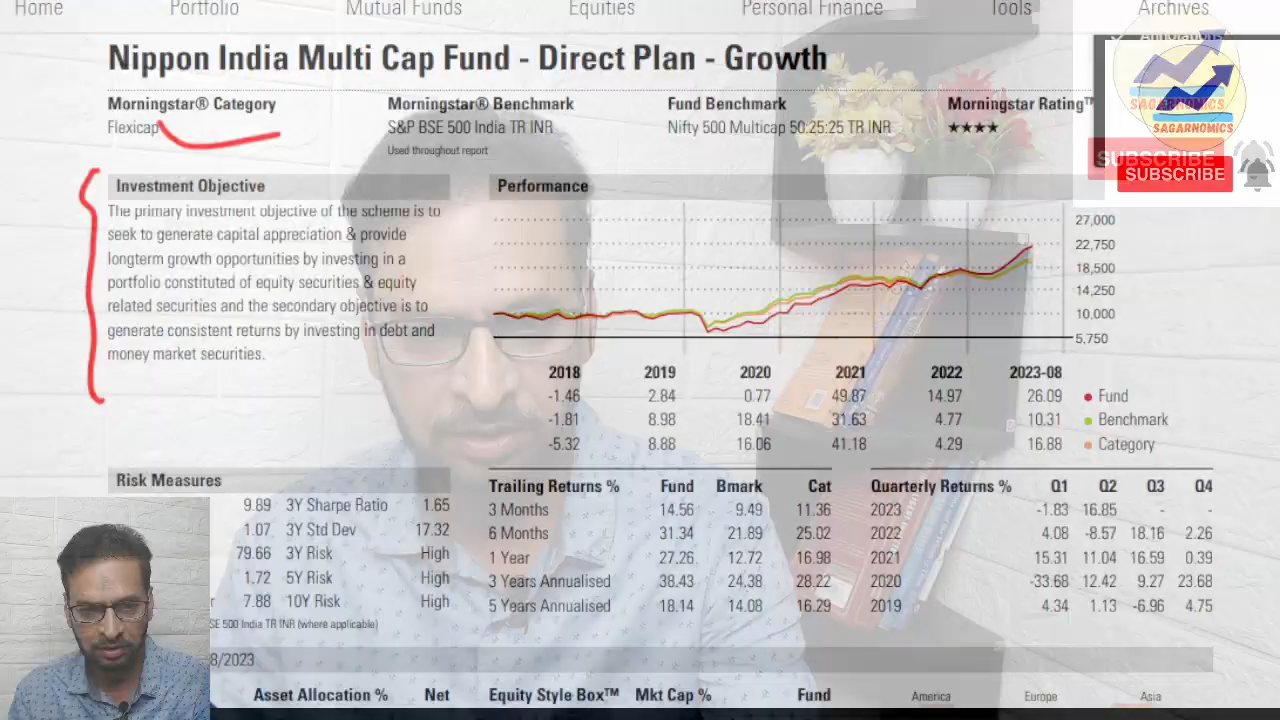 Home Portfolio Mutual Funds Equities Personal Finance Tools Archives
Annotations
Nippon India Multi Cap Fund - Direct Plan - Growth
Morningstar® Category Morningstar® Benchmark Fund Benchmark Morningstar Rating™
Flexicap S&P BSE 500 India TR INR Nifty 500 Multicap 50:25:25 TR INR ★★★★
Used throughout report
SAGARHOMICS
SAGARHOMICS
SUBSCRIBE
SUBSCRIBE
Investment Objective
The primary investment objective of the scheme is to
seek to generate capital appreciation & provide
longterm growth opportunities by investing in a
portfolio constituted of equity securities & equity
related securities and the secondary objective is to
generate consistent returns by investing in debt and
money market securities.
Performance
27,000
22,750
18,500
14,250
10,000
5,750
2018 2019 2020 2021 2022 2023-08
-1.46 2.84 0.77 49.87 14.97 26.09 Fund
-1.81 8.98 18.41 31.63 4.77 10.31 Benchmark
-5.32 8.88 16.06 41.18 4.29 16.88 Category
Risk Measures
9.89 3Y Sharpe Ratio 1.65
1.07 3Y Std Dev 17.32
79.66 3Y Risk High
1.72 5Y Risk High
r 7.88 10Y Risk High
SE 500 India TR INR (where applicable)
Trailing Returns % Fund Bmark Cat
3 Months 14.56 9.49 11.36
6 Months 31.34 21.89 25.02
1 Year 27.26 12.72 16.98
3 Years Annualised 38.43 24.38 28.22
5 Years Annualised 18.14 14.08 16.29
Quarterly Returns % Q1 Q2 Q3 Q4
2023 -1.83 16.85 - -
2022 4.08 -8.57 18.16 2.26
2021 15.31 11.04 16.59 0.39
2020 -33.68 12.42 9.27 23.68
2019 4.34 1.13 -6.96 4.75
8/2023
Asset Allocation % Net Equity Style Box™ Mkt Cap % Fund America Europe Asia